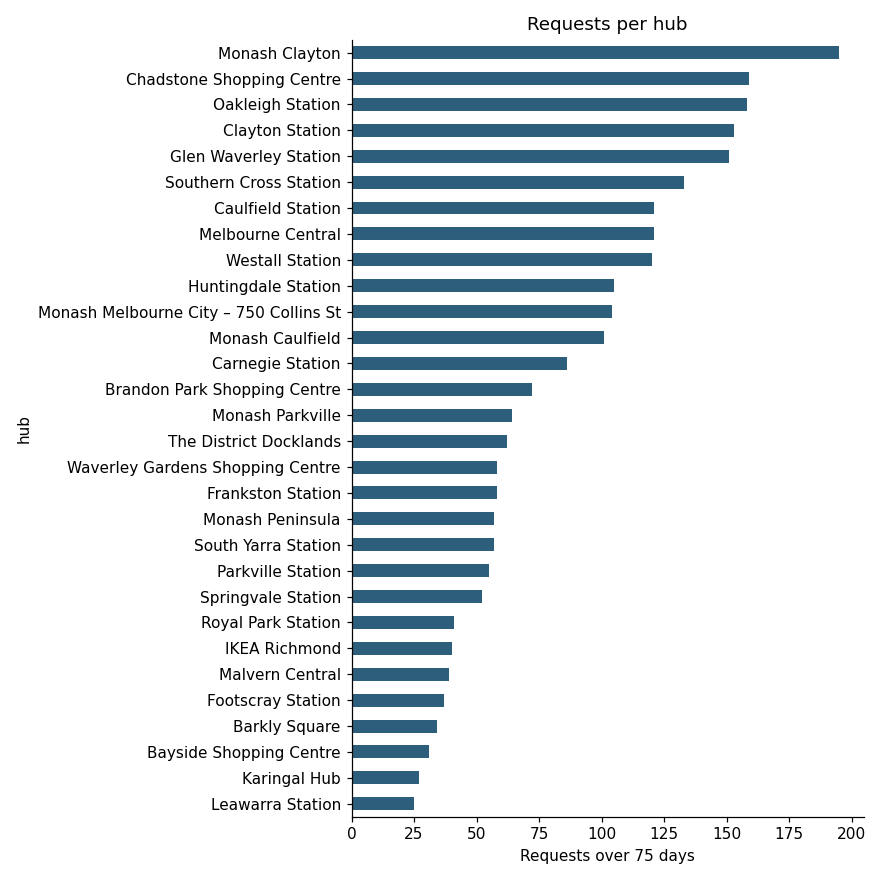 Requests per hub
Monash Clayton
Chadstone Shopping Centre
Oakleigh Station
Clayton Station
Glen Waverley Station
Southern Cross Station
Caulfield Station
Melbourne Central
Westall Station
Huntingdale Station
Monash Melbourne City – 750 Collins St
Monash Caulfield
Carnegie Station
Brandon Park Shopping Centre
Monash Parkville
The District Docklands
Waverley Gardens Shopping Centre
Frankston Station
Monash Peninsula
South Yarra Station
Parkville Station
Springvale Station
Royal Park Station
IKEA Richmond
Malvern Central
Footscray Station
Barkly Square
Bayside Shopping Centre
Karingal Hub
Leawarra Station
hub
0 25 50 75 100 125 150 175 200
Requests over 75 days